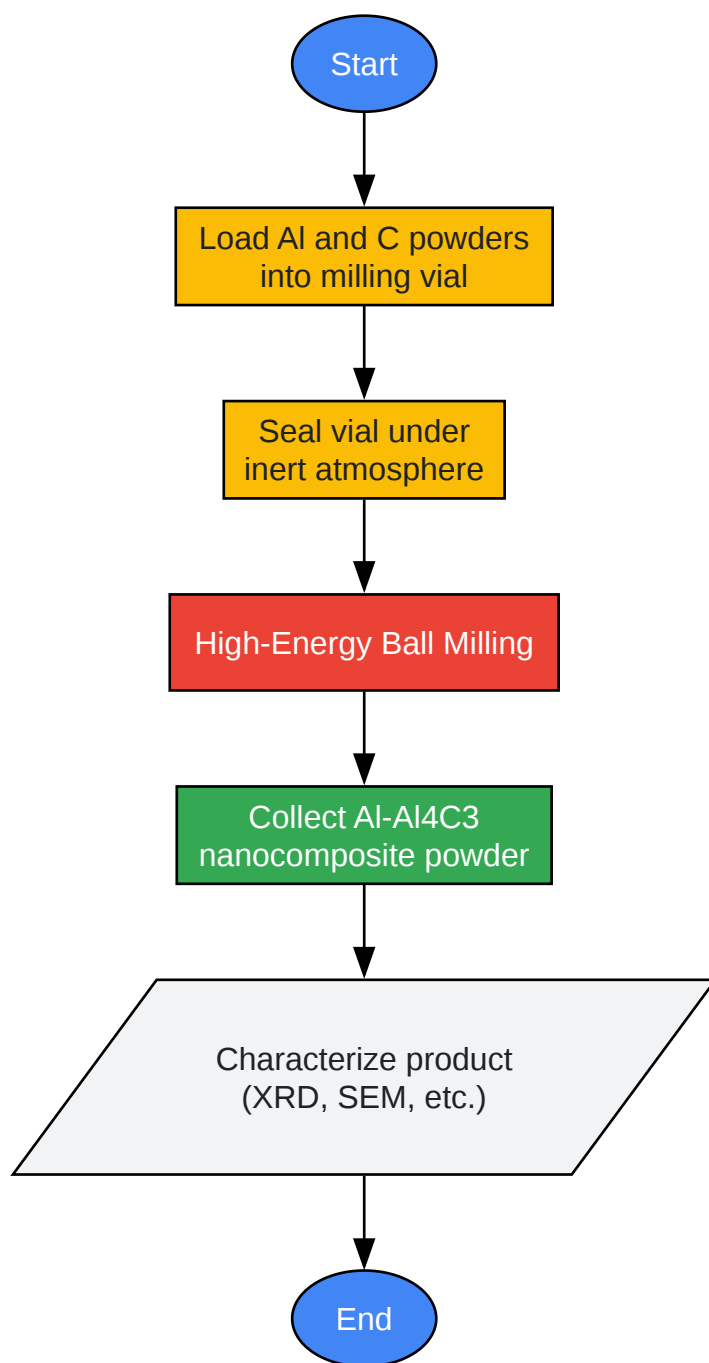 Start
Load Al and C powders
into milling vial
Seal vial under
inert atmosphere
High-Energy Ball Milling
Collect Al-Al4C3
nanocomposite powder
Characterize product
(XRD, SEM, etc.)
End